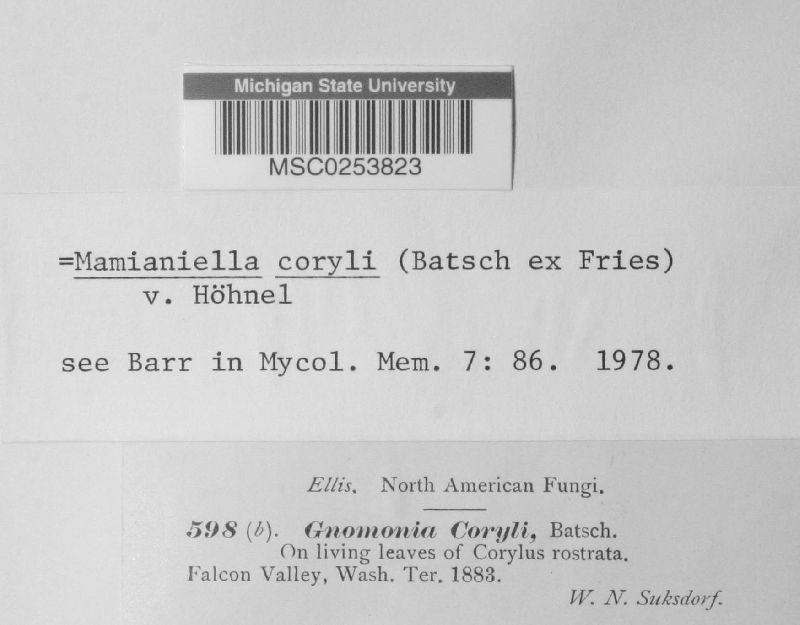 Michigan State University
MSC0253823
=Mamianiella coryli (Batsch ex Fries)
v. Höhnel
see Barr in Mycol. Mem. 7: 86. 1978.
Ellis. North American Fungi.
598 (b). Gnomonia Coryli, Batsch.
On living leaves of Corylus rostrata.
Falcon Valley, Wash. Ter. 1883.
W. N. Suksdorf.